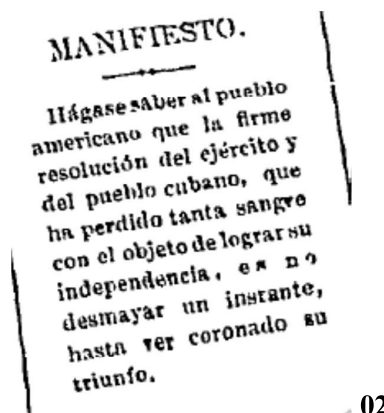 MANIFIESTO.
Hágase saber al pueblo
americano que la firme
resolución del ejército y
del pueblo cubano, que
ha perdido tanta sangre
con el objeto de lograr su
independencia, es no
desmayar un instante,
hasta ver coronado su
triunfo.
02